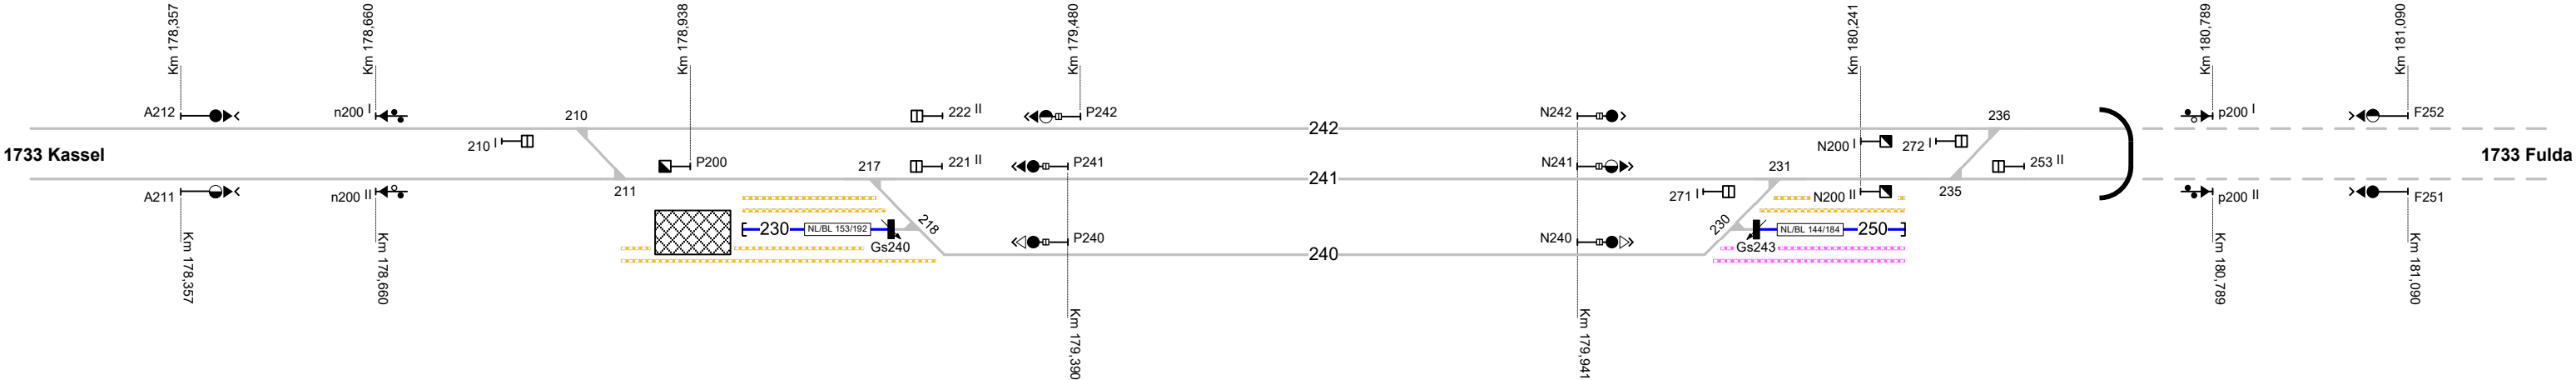 Km 178,357
Km 178,660
Km 178,938
Km 179,480
Km 180,241
Km 180,789
Km 181,090
A212
n200 I
210
222 II
P242
N242
236
p200 I
F252
210 I
242
N200 I
272 I
1733 Kassel
1733 Fulda
P200
217
221 II
P241
N241
231
253 II
241
A211
n200 II
211
271 I
N200 II
235
p200 II
F251
230
NL/BL 153/192
218
230
NL/BL 144/184
250
Gs240
P240
N240
Gs243
240
Km 178,357
Km 178,660
Km 179,390
Km 179,941
Km 180,789
Km 181,090